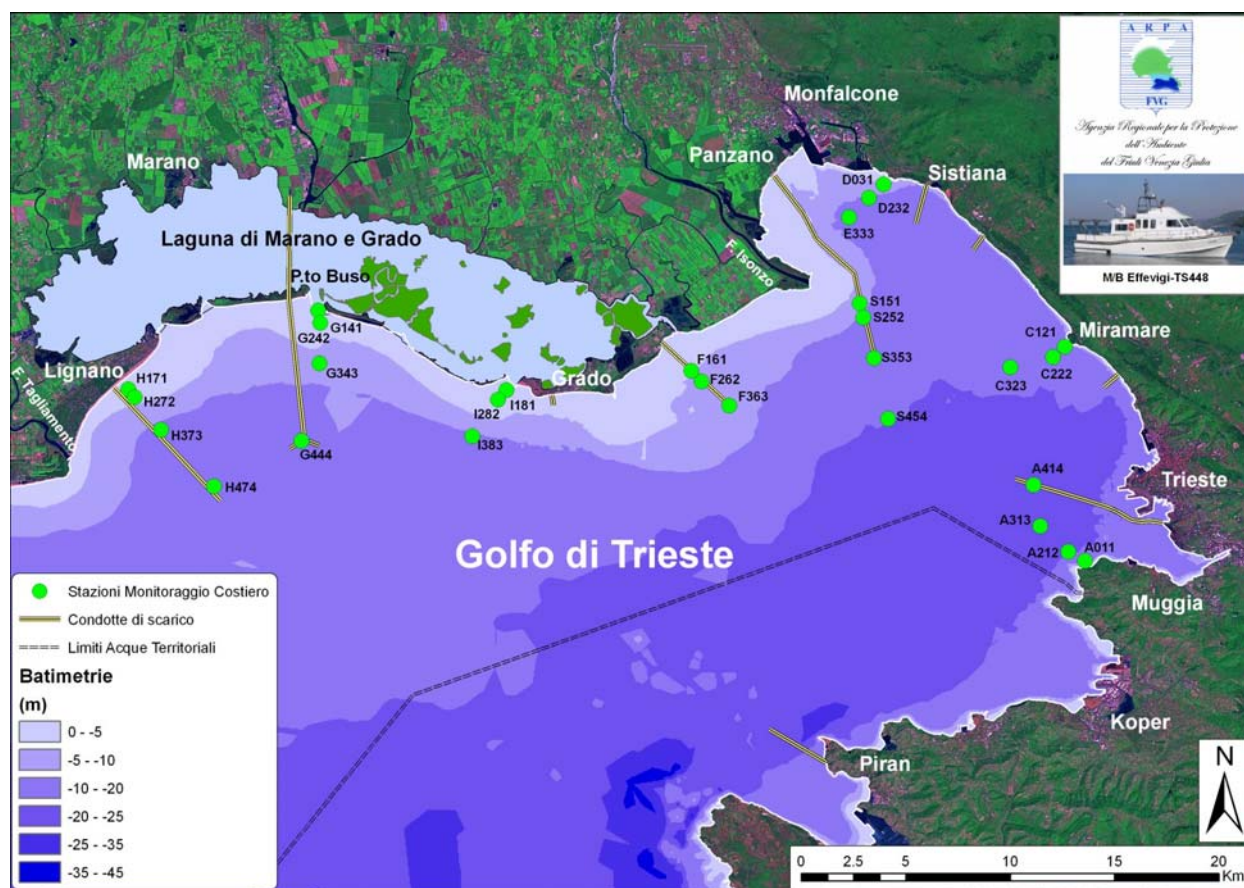 A R P A
FVG
Agenzia Regionale per la Protezione
dell'Ambiente
del Friuli Venezia Giulia
M/B Effevigi-TS448
Monfalcone
Marano
Panzano
D031
Sistiana
D232
E333
Laguna di Marano e Grado
F. Isonzo
P.to Buso
S151
G141
S252
G242
Miramare
C121
S353
C222
Lignano
G343
F161
C323
H171
F. Tagliamento
H272
Grado
F262
I181
I282
F363
S454
H373
I383
G444
A414
Trieste
H474
A313
Golfo di Trieste
A212
A011
Muggia
Stazioni Monitoraggio Costiero
Condotte di scarico
Limiti Acque Territoriali
Batimetrie
(m)
0 - -5
-5 - -10
-10 - -20
-20 - -25
-25 - -35
-35 - -45
Koper
Piran
N
0 2.5 5 10 15 20
Km